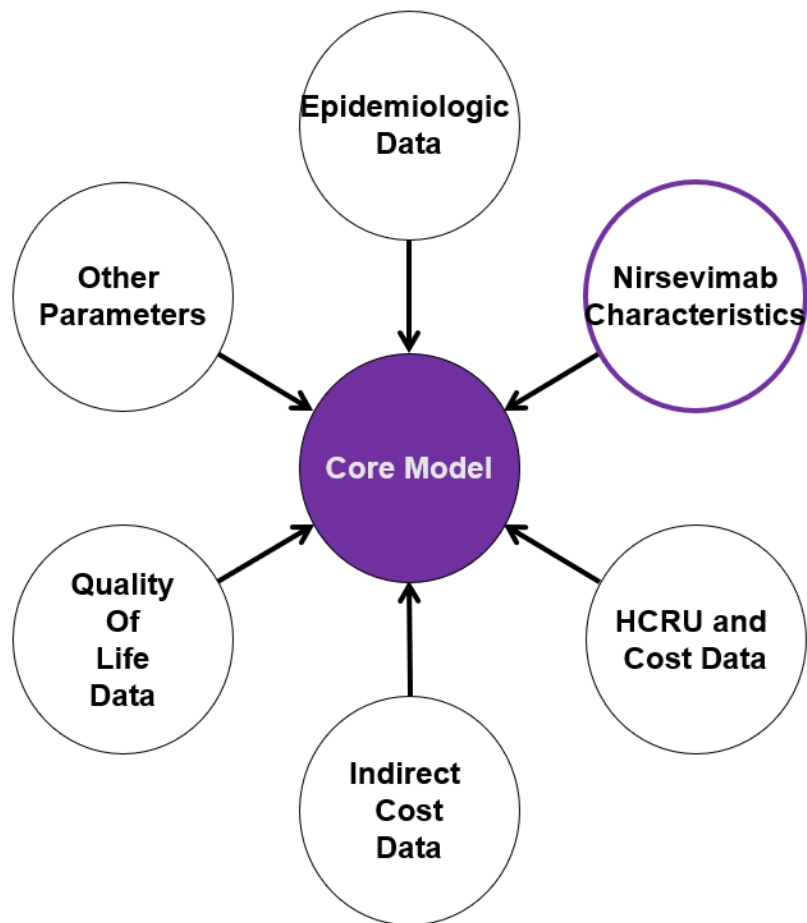 Epidemiologic
Data
Nirsevimab
Characteristics
Other
Parameters
Core Model
HCRU and
Cost Data
Quality
Of
Life
Data
Indirect
Cost
Data